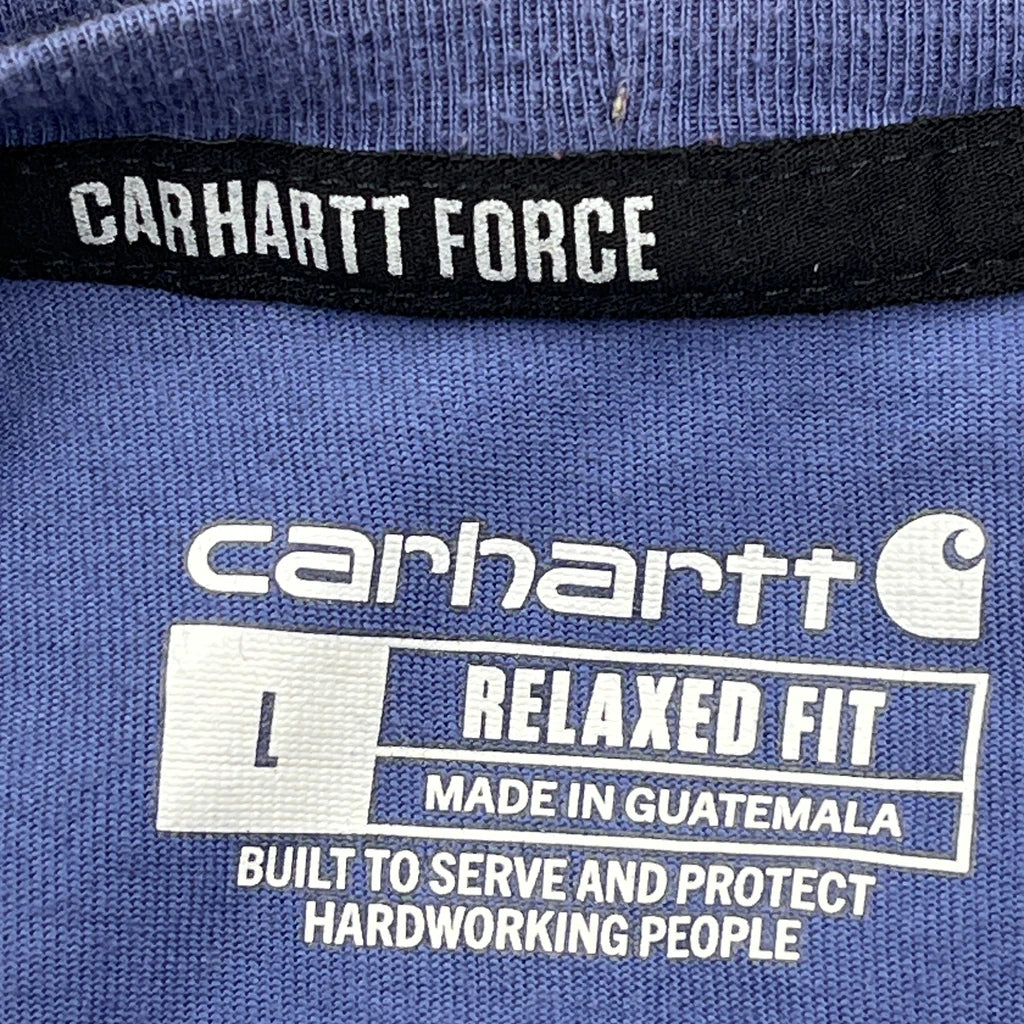 CARHARTT FORCE
carhartt
L
RELAXED FIT
MADE IN GUATEMALA
BUILT TO SERVE AND PROTECT
HARDWORKING PEOPLE